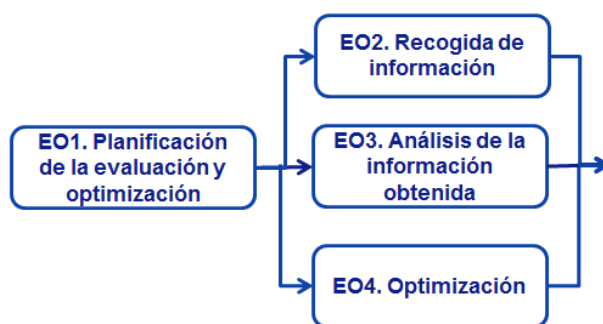 EO2. Recogida de
información
EO1. Planificación
de la evaluación y
optimización
EO3. Análisis de la
información
obtenida
EO4. Optimización